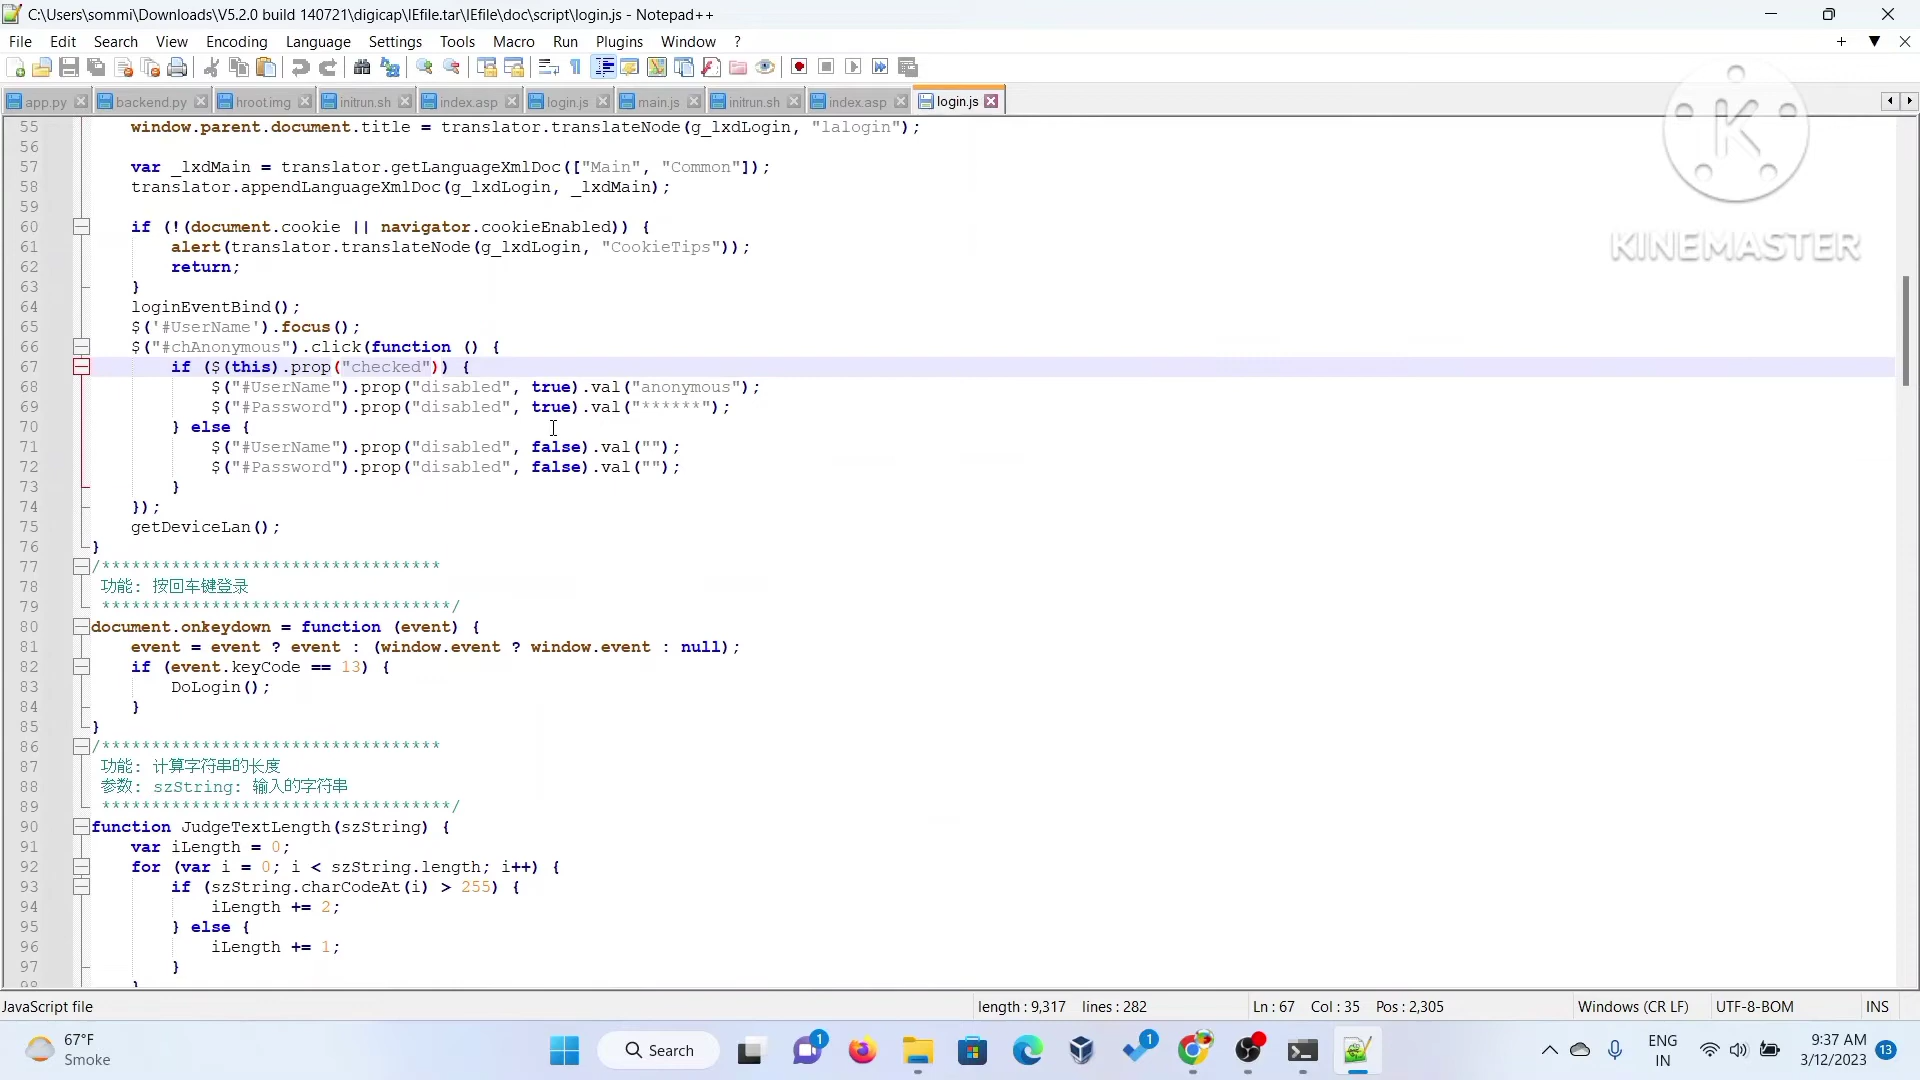 C:\Users\sommi\Downloads\V5.2.0 build 140721\digicap\IEfile.tar\IEfile\doc\script\login.js - Notepad++
File Edit Search View Encoding Language Settings Tools Macro Run Plugins Window ?
app.py backend.py hroot.img initrun.sh index.asp login.js main.js initrun.sh index.asp login.js
55 window.parent.document.title = translator.translateNode(g_lxdLogin, "lalogin");
56
57 var _lxdMain = translator.getLanguageXmlDoc(["Main", "Common"]);
58 translator.appendLanguageXmlDoc(g_lxdLogin, _lxdMain);
59
60 if (!(document.cookie || navigator.cookieEnabled)) {
61 alert(translator.translateNode(g_lxdLogin, "CookieTips"));
62 return;
63 }
64 loginEventBind();
65 $('#UserName').focus();
66 $("#chAnonymous").click(function () {
67 if ($(this).prop("checked")) {
68 $("#UserName").prop("disabled", true).val("anonymous");
69 $("#Password").prop("disabled", true).val("******");
70 } else {
71 $("#UserName").prop("disabled", false).val("");
72 $("#Password").prop("disabled", false).val("");
73 }
74 });
75 getDeviceLan();
76 }
77 /**********************************
78 功能: 按回车键登录
79 ***********************************/
80 document.onkeydown = function (event) {
81 event = event ? event : (window.event ? window.event : null);
82 if (event.keyCode == 13) {
83 DoLogin();
84 }
85 }
86 /**********************************
87 功能: 计算字符串的长度
88 参数: szString: 输入的字符串
89 ***********************************/
90 function JudgeTextLength(szString) {
91 var iLength = 0;
92 for (var i = 0; i < szString.length; i++) {
93 if (szString.charCodeAt(i) > 255) {
94 iLength += 2;
95 } else {
96 iLength += 1;
97 }
98 }
K
KINEMASTER
JavaScript file length : 9,317 lines : 282 Ln : 67 Col : 35 Pos : 2,305 Windows (CR LF) UTF-8-BOM INS
67°F
Smoke
Search
1
1
ENG
IN
9:37 AM
3/12/2023
13